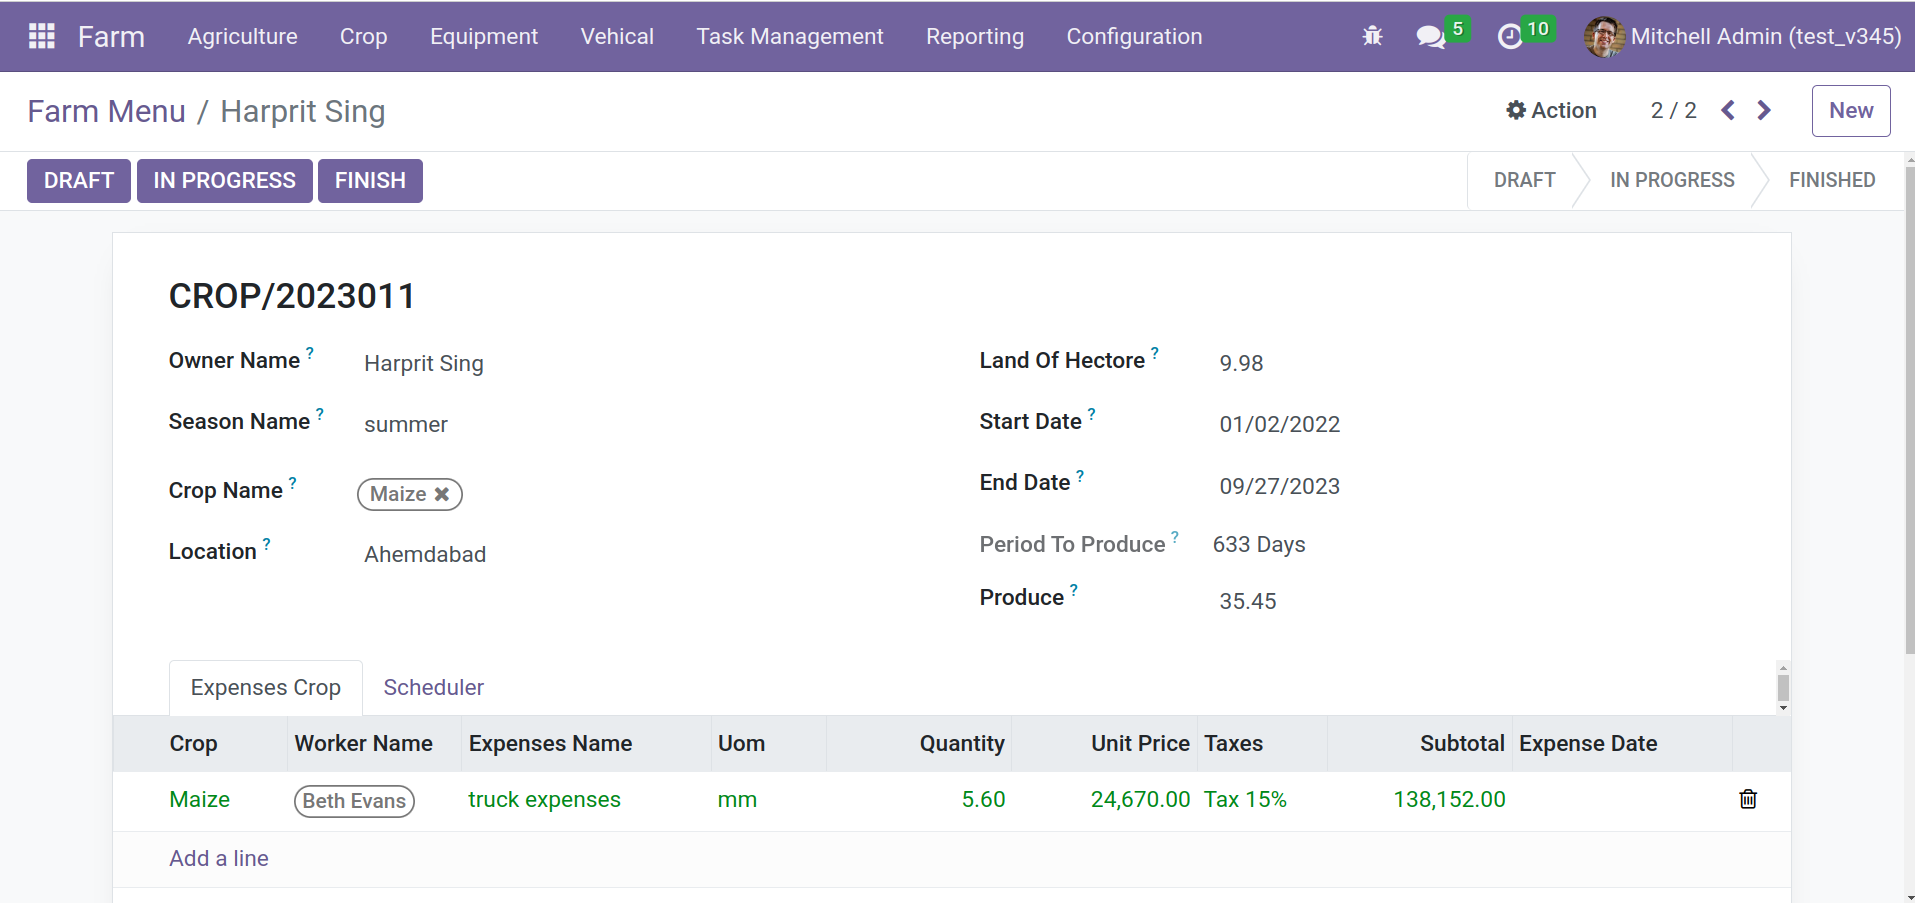 Farm Agriculture Crop Equipment Vehical Task Management Reporting Configuration 5 10 Mitchell Admin (test_v345)
Farm Menu / Harprit Sing Action 2 / 2 New
DRAFT IN PROGRESS FINISH DRAFT IN PROGRESS FINISHED
CROP/2023011
Owner Name ? Harprit Sing Land Of Hectore ? 9.98
Season Name ? summer Start Date ? 01/02/2022
Crop Name ? Maize End Date ? 09/27/2023
Location ? Ahemdabad Period To Produce ? 633 Days
Produce ? 35.45
Expenses Crop Scheduler
Crop Worker Name Expenses Name Uom Quantity Unit Price Taxes Subtotal Expense Date
Maize Beth Evans truck expenses mm 5.60 24,670.00 Tax 15% 138,152.00
Add a line